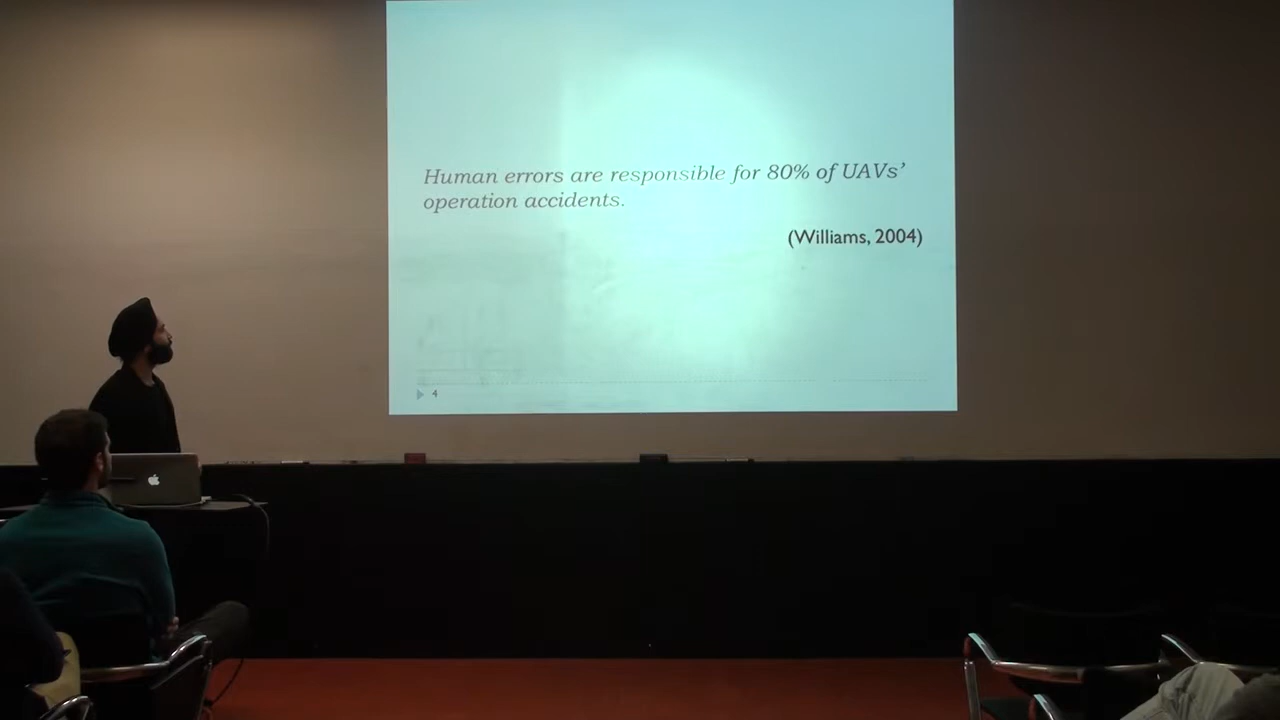 Human errors are responsible for 80% of UAVs’
operation accidents.
(Williams, 2004)
4